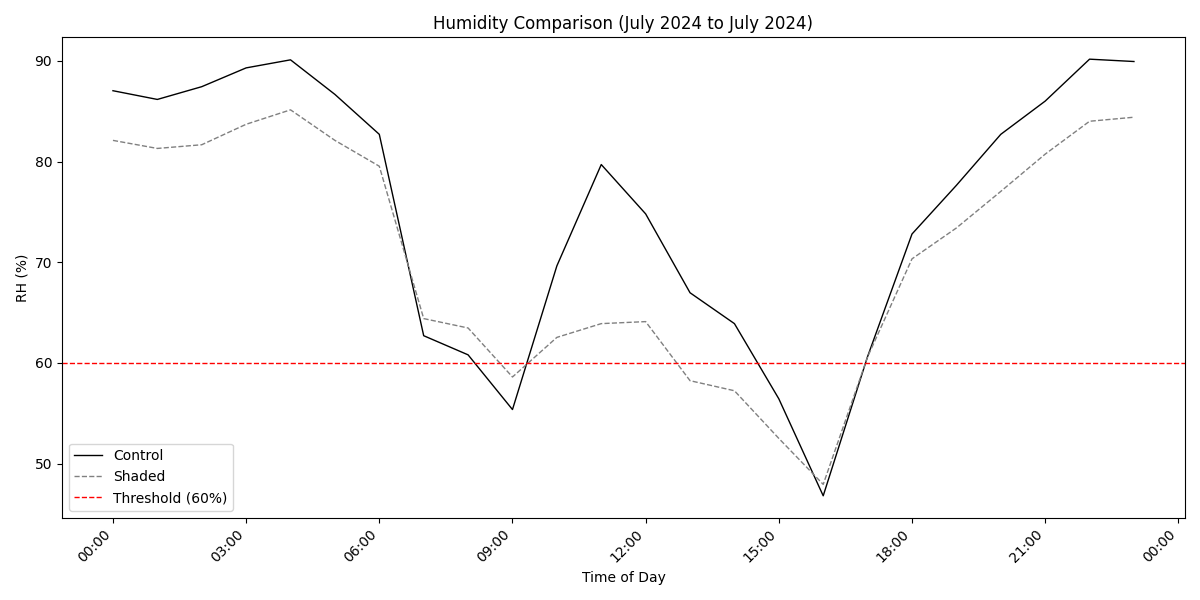 Humidity Comparison (July 2024 to July 2024)
RH (%)
90
80
70
60
50
Control
Shaded
Threshold (60%)
00:00
03:00
06:00
09:00
12:00
15:00
18:00
21:00
00:00
Time of Day